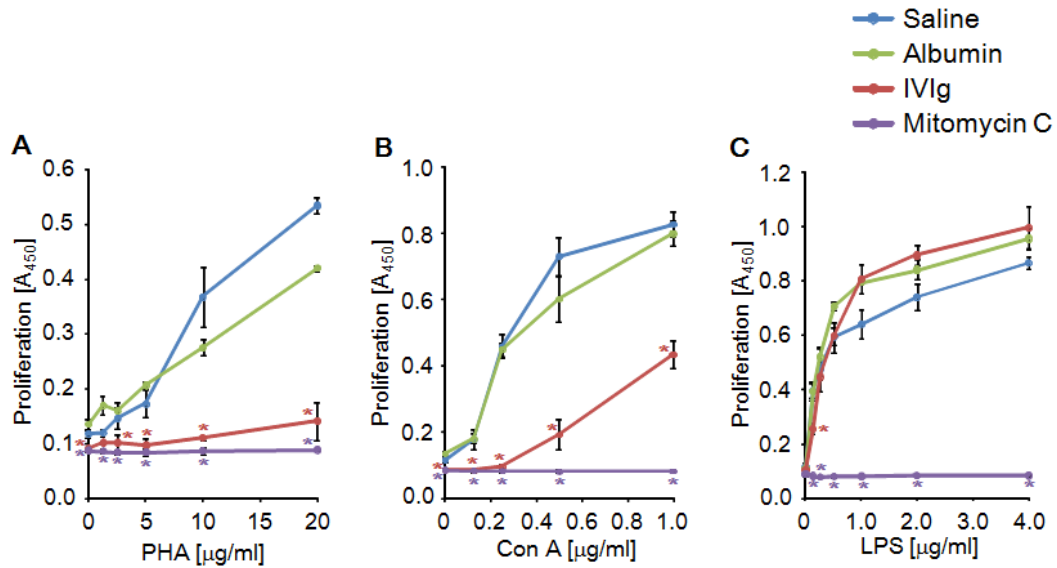 Saline
Albumin
IVIg
Mitomycin C
A
Proliferation [A450]
0.6
0.5
0.4
0.3
0.2
0.1
0.0
* * * * * *
* * * * *
0 5 10 15 20
PHA [µg/ml]
B
Proliferation [A450]
1.0
0.8
0.6
0.4
0.2
0.0
* * * * *
* * * * *
0 0.2 0.4 0.6 0.8 1.0
Con A [µg/ml]
C
Proliferation [A450]
1.2
1.0
0.8
0.6
0.4
0.2
0.0
*
* * * * * *
0 1.0 2.0 3.0 4.0
LPS [µg/ml]